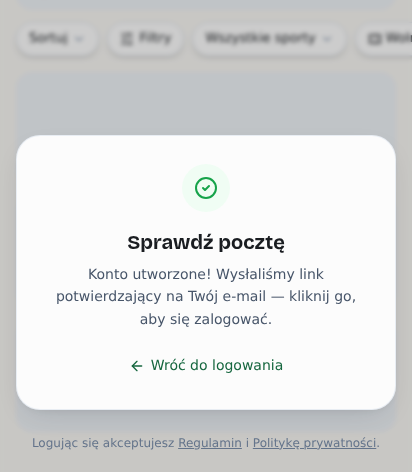 Sortuj
Filtry
Wszystkie sporty
Sprawdź pocztę
Konto utworzone! Wysłaliśmy link
potwierdzający na Twój e-mail — kliknij go,
aby się zalogować.
← Wróć do logowania
Logując się akceptujesz Regulamin i Politykę prywatności.